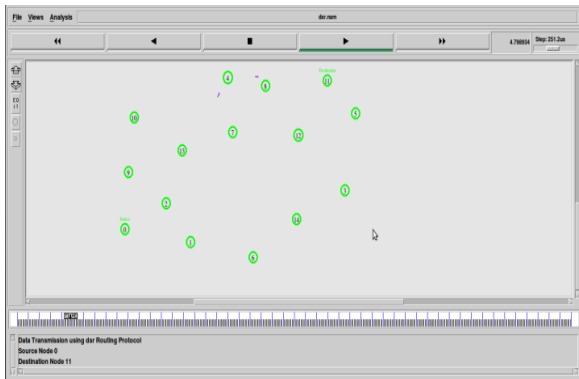 File Views Analysis
dsr.nam
4.798934
Step: 251.2us
4
8
11
5
10
7
12
13
9
2
3
0
14
1
6
Data Transmission using dsr Routing Protocol
Source Node 0
Destination Node 11